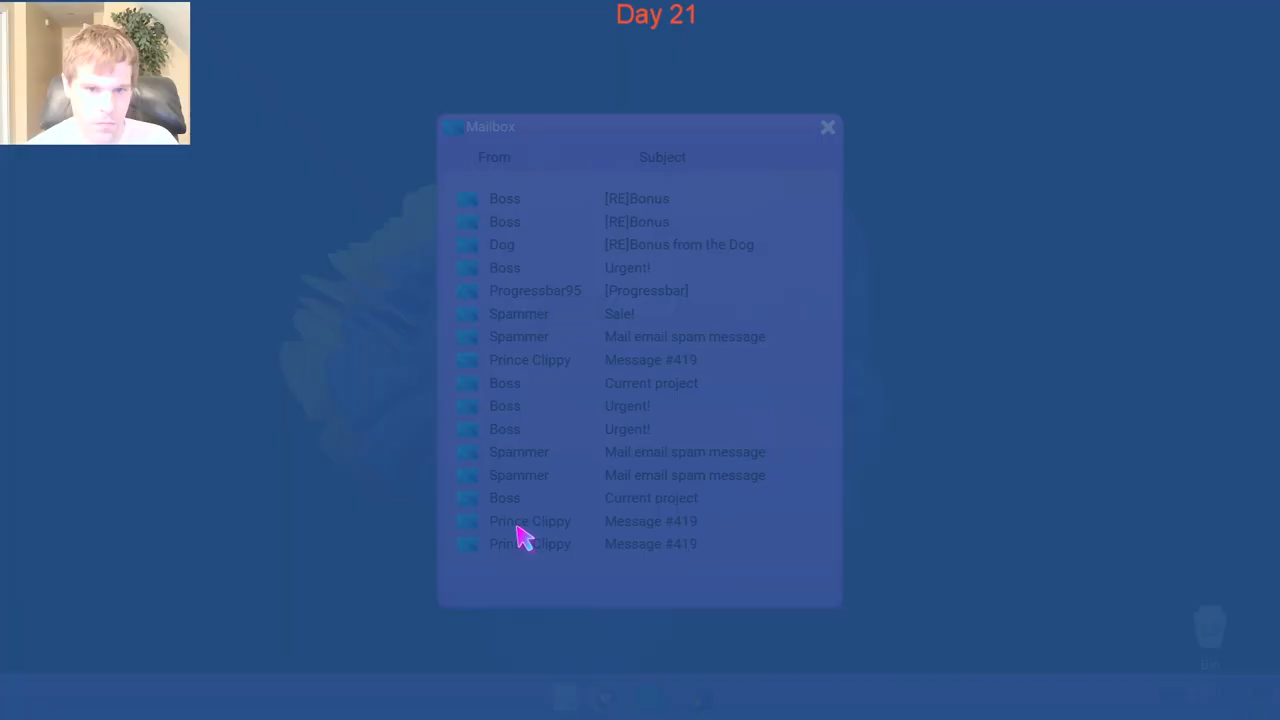 Day 21
Mailbox
From Subject
Boss [RE]Bonus
Boss [RE]Bonus
Dog [RE]Bonus from the Dog
Boss Urgent!
Progressbar95 [Progressbar]
Spammer Sale!
Spammer Mail email spam message
Prince Clippy Message #419
Boss Current project
Boss Urgent!
Boss Urgent!
Spammer Mail email spam message
Spammer Mail email spam message
Boss Current project
Prince Clippy Message #419
Prince Clippy Message #419